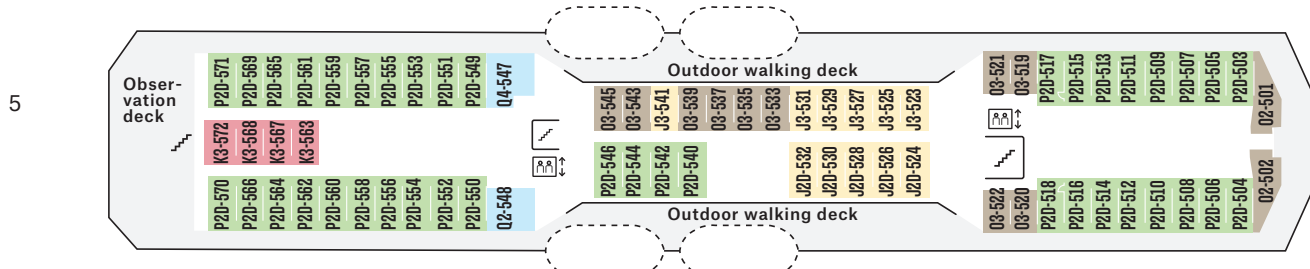 5
Obser-
vation
deck
P2D-571
P2D-569
P2D-565
P2D-561
P2D-559
P2D-557
P2D-555
P2D-553
P2D-551
P2D-549
Q4-547
K3-572
K3-568
K3-567
K3-563
P2D-570
P2D-566
P2D-564
P2D-562
P2D-560
P2D-558
P2D-556
P2D-554
P2D-552
P2D-550
Q2-548
Outdoor walking deck
O3-545
O3-543
J3-541
O3-539
O3-537
O3-535
O3-533
J3-531
J3-529
J3-527
J3-525
J3-523
P2D-546
P2D-544
P2D-542
P2D-540
J2D-532
J2D-530
J2D-528
J2D-526
J2D-524
Outdoor walking deck
O3-521
O3-519
P2D-517
P2D-515
P2D-513
P2D-511
P2D-509
P2D-507
P2D-505
P2D-503
O2-501
O3-522
O3-520
P2D-518
P2D-516
P2D-514
P2D-512
P2D-510
P2D-508
P2D-506
P2D-504
O2-502